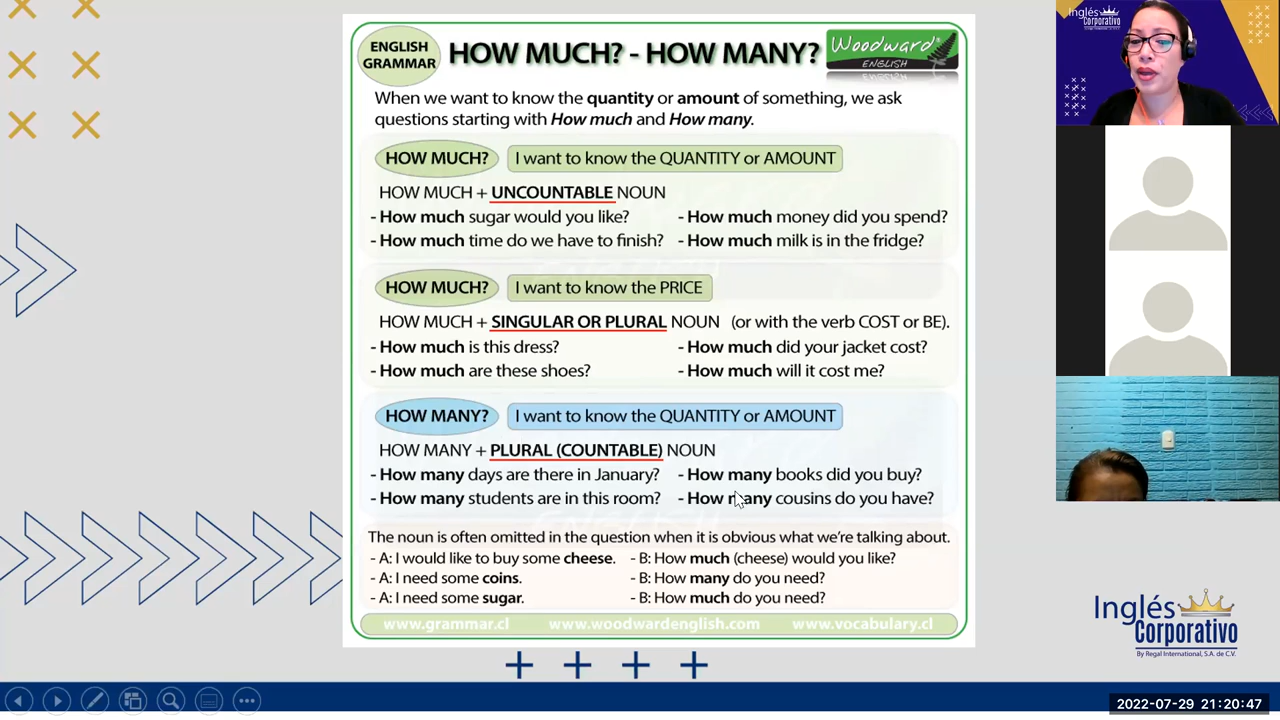 ENGLISH
GRAMMAR
HOW MUCH? - HOW MANY?
Woodward
ENGLISH
When we want to know the quantity or amount of something, we ask
questions starting with How much and How many.
HOW MUCH? I want to know the QUANTITY or AMOUNT
HOW MUCH + UNCOUNTABLE NOUN
- How much sugar would you like? - How much money did you spend?
- How much time do we have to finish? - How much milk is in the fridge?
HOW MUCH? I want to know the PRICE
HOW MUCH + SINGULAR OR PLURAL NOUN (or with the verb COST or BE).
- How much is this dress? - How much did your jacket cost?
- How much are these shoes? - How much will it cost me?
HOW MANY? I want to know the QUANTITY or AMOUNT
HOW MANY + PLURAL (COUNTABLE) NOUN
- How many days are there in January? - How many books did you buy?
- How many students are in this room? - How many cousins do you have?
The noun is often omitted in the question when it is obvious what we're talking about.
- A: I would like to buy some cheese. - B: How much (cheese) would you like?
- A: I need some coins. - B: How many do you need?
- A: I need some sugar. - B: How much do you need?
www.grammar.cl www.woodwardenglish.com www.vocabulary.cl
Inglés
Corporativo
Inglés
Corporativo
By Regal International, S.A. de C.V.
2022-07-29 21:20:47